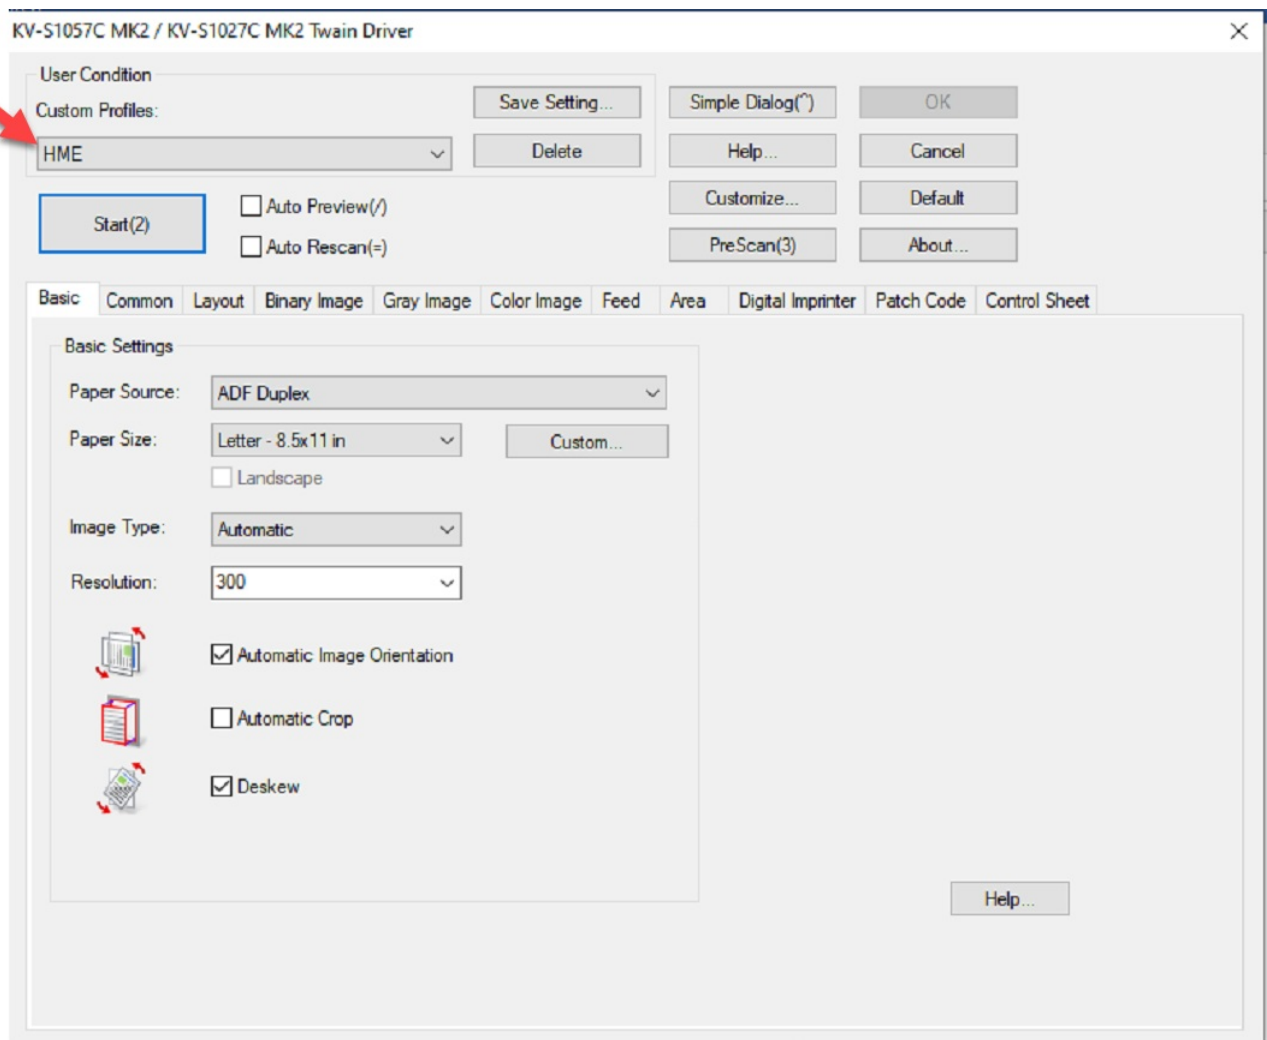 KV-S1057C MK2 / KV-S1027C MK2 Twain Driver
User Condition
Custom Profiles:
HME
Save Setting...
Delete
Simple Dialog(^)
OK
Help...
Cancel
Customize...
Default
PreScan(3)
About...
Start(2)
Auto Preview(/)
Auto Rescan(=)
Basic Common Layout Binary Image Gray Image Color Image Feed Area Digital Imprinter Patch Code Control Sheet
Basic Settings
Paper Source: ADF Duplex
Paper Size: Letter - 8.5x11 in Custom...
Landscape
Image Type: Automatic
Resolution: 300
Automatic Image Orientation
Automatic Crop
Deskew
Help...